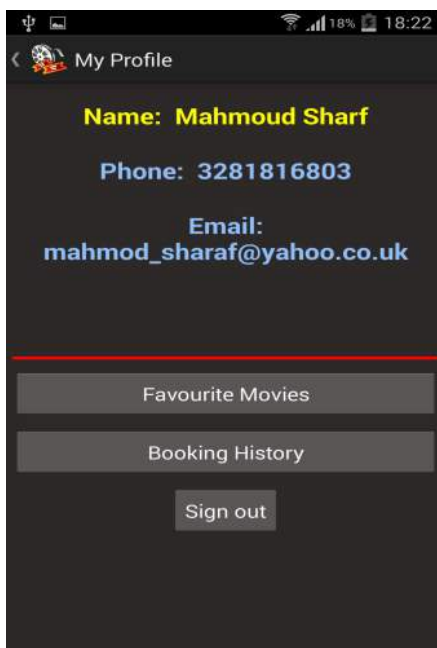 18% 18:22
My Profile
Name: Mahmoud Sharf
Phone: 3281816803
Email:
mahmod_sharaf@yahoo.co.uk
Favourite Movies
Booking History
Sign out